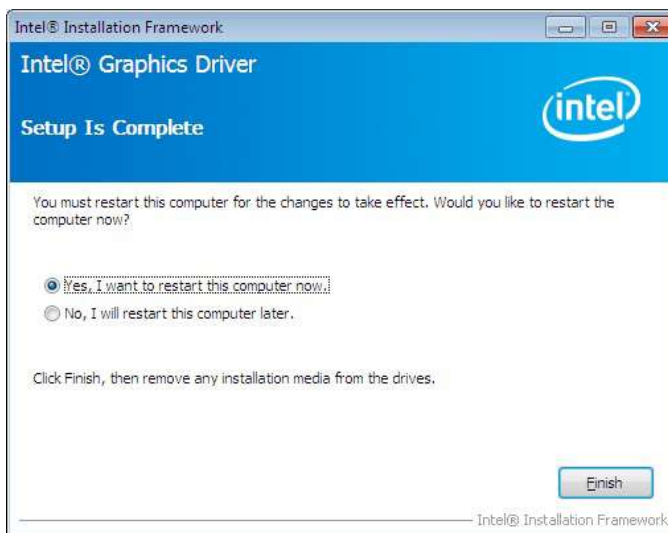 Intel® Installation Framework
Intel® Graphics Driver
Setup Is Complete
intel
You must restart this computer for the changes to take effect. Would you like to restart the
computer now?
Yes, I want to restart this computer now.
No, I will restart this computer later.
Click Finish, then remove any installation media from the drives.
Finish
Intel® Installation Framework